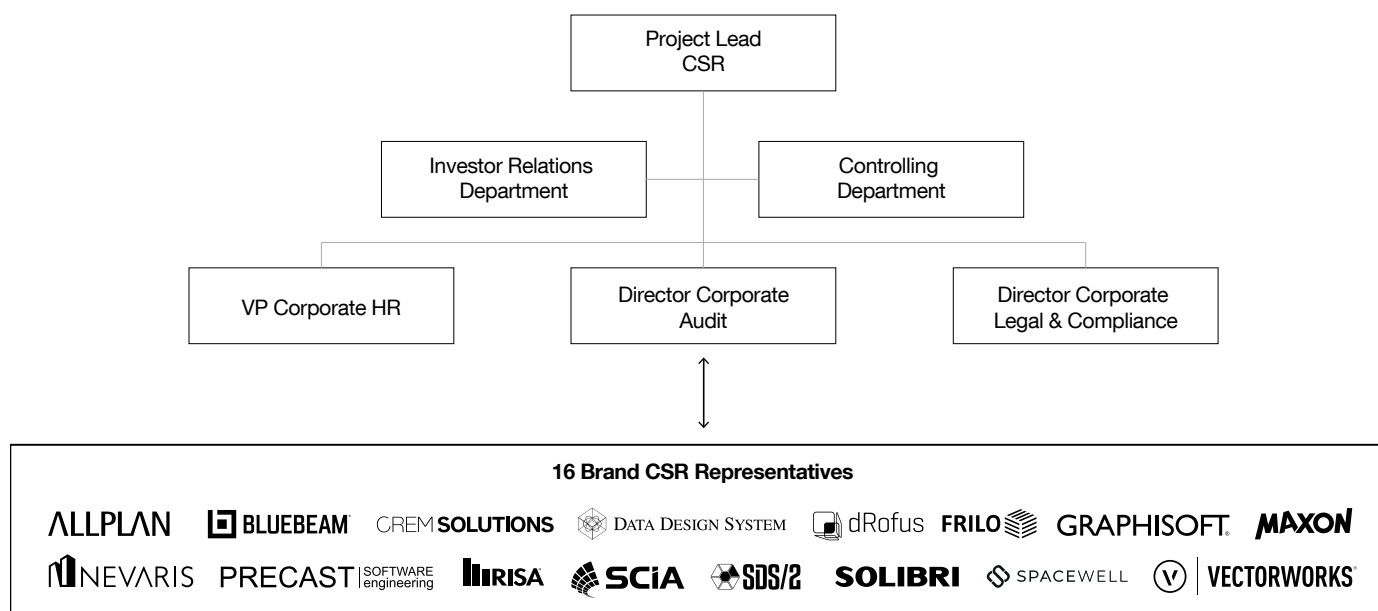 Project Lead
CSR
Investor Relations
Department
Controlling
Department
VP Corporate HR
Director Corporate
Audit
Director Corporate
Legal & Compliance
16 Brand CSR Representatives
ALLPLAN BLUEBEAM CREM SOLUTIONS DATA DESIGN SYSTEM dRofus FRILO GRAPHISOFT. MAXON
NEVARIS PRECAST SOFTWARE engineering RISA SCiA SDS/2 SOLIBRI SPACEWELL V VECTORWORKS